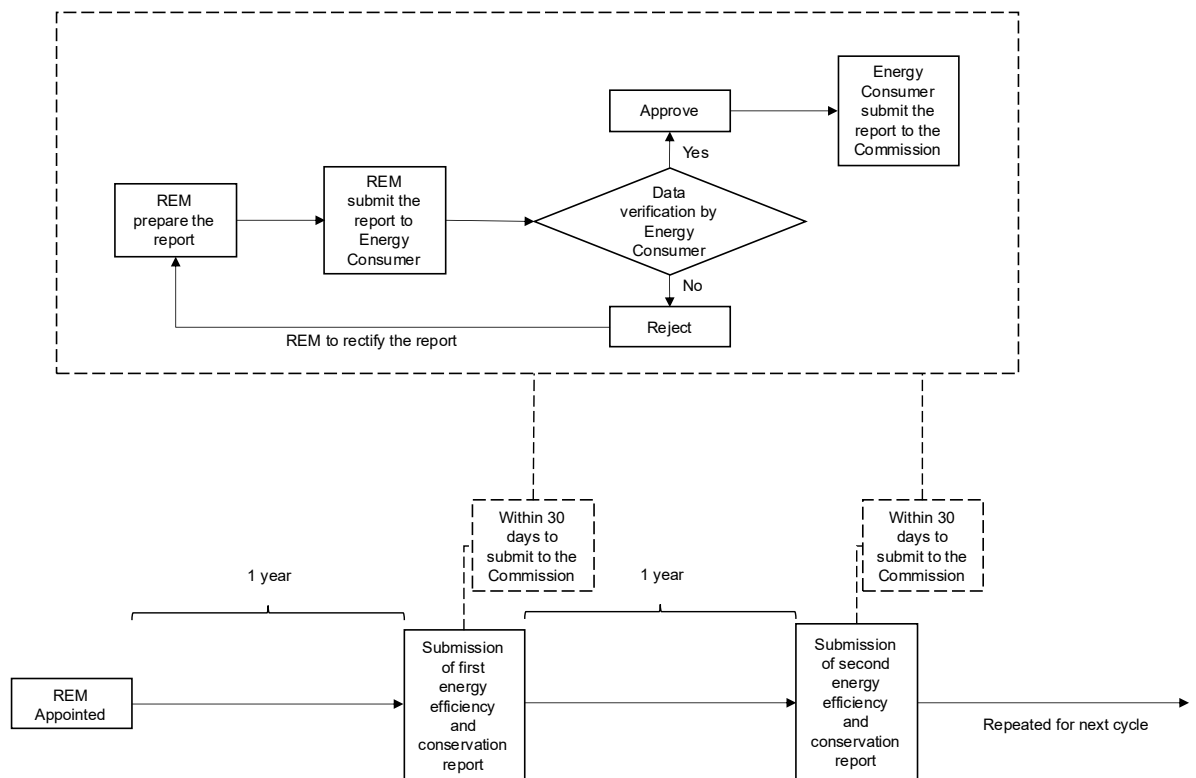 Energy
Consumer
submit the
report to the
Commission
Approve
Yes
REM
prepare the
report
REM
submit the
report to
Energy
Consumer
Data
verification by
Energy
Consumer
No
Reject
REM to rectify the report
Within 30
days to
submit to the
Commission
Within 30
days to
submit to the
Commission
1 year
1 year
REM
Appointed
Submission
of first
energy
efficiency
and
conservation
report
Submission
of second
energy
efficiency
and
conservation
report
Repeated for next cycle